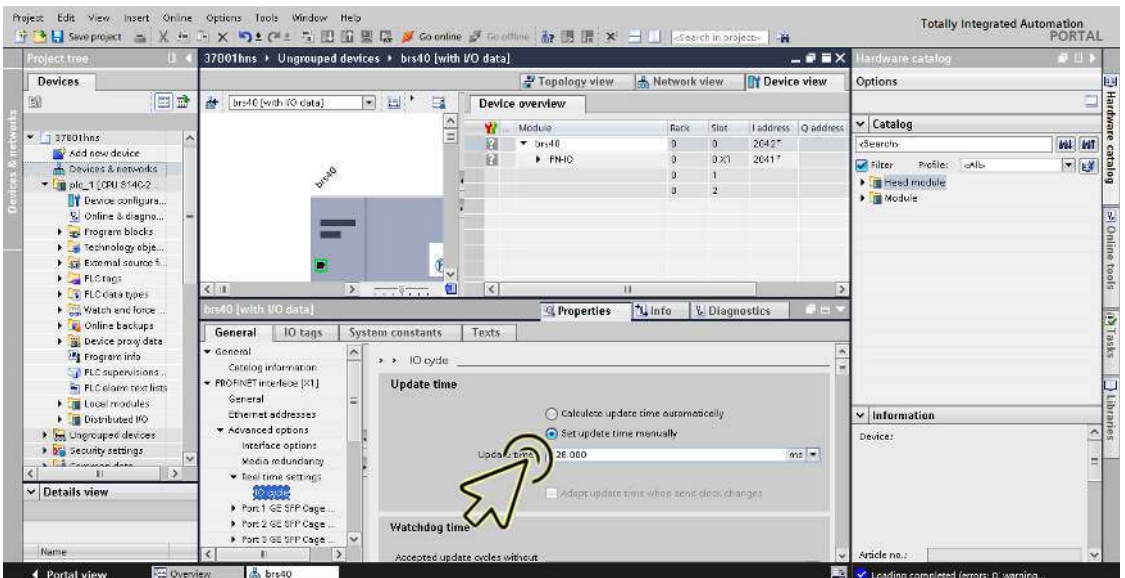 Project Edit View Insert Online Options Tools Window Help
Totally Integrated Automation
PORTAL
Save project
Go online
Go offline
<Search in project>
Project tree
37801hns
Ungrouped devices
brs40 [with I/O data]
Hardware catalog
Devices
Topology view
Network view
Device view
Options
brs40 [with I/O data]
Device overview
Module Rack Slot I address Q address
brs40 0 0 2042*
PN-IO 0 0 X1 2041*
0 1
0 2
brs40
Catalog
<Search>
Filter Profile: <All>
Head module
Module
Hardware catalog
Online tools
Tasks
Libraries
Devices & networks
37801hns
Add new device
Devices & networks
Device configura...
Online & diagno...
Program blocks
Technology obje...
External source f...
PLC tags
PLC data types
Watch and force ...
Online backups
Device proxy data
Program info
PLC supervisions ...
PLC alarm text lists
Local modules
Distributed I/O
Ungrouped devices
Security settings
Details view
Name
brs40 [with I/O data]
Properties
Info
Diagnostics
General IO tags System constants Texts
General
Catalog information
PROFINET interface [X1]
General
Ethernet addresses
Advanced options
Interface options
Media redundancy
Real time settings
IO cycle
Port 1 GE SFP Cage ...
Port 2 GE SFP Cage ...
Port 3 GE SFP Cage ...
IO cycle
Update time
Calculate update time automatically
Set update time manually
Update time
28.000
ms
Adapt update time when send clock changes
Watchdog time
Accepted update cycles without
Information
Device:
Article no.:
Portal view
Overview
brs40
Loading completed (errors: 0; warning...